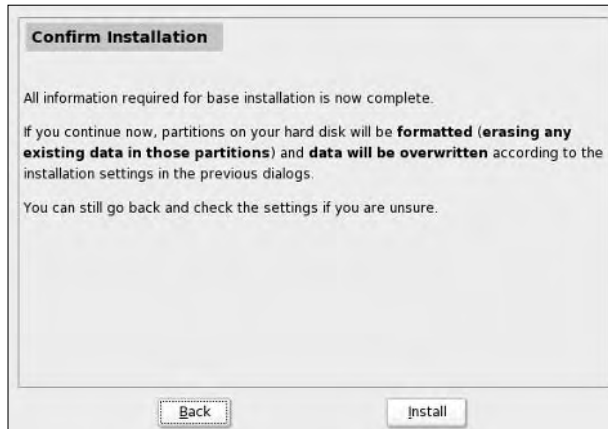 Confirm Installation
All information required for base installation is now complete.
If you continue now, partitions on your hard disk will be formatted (erasing any
existing data in those partitions) and data will be overwritten according to the
installation settings in the previous dialogs.
You can still go back and check the settings if you are unsure.
Back
Install